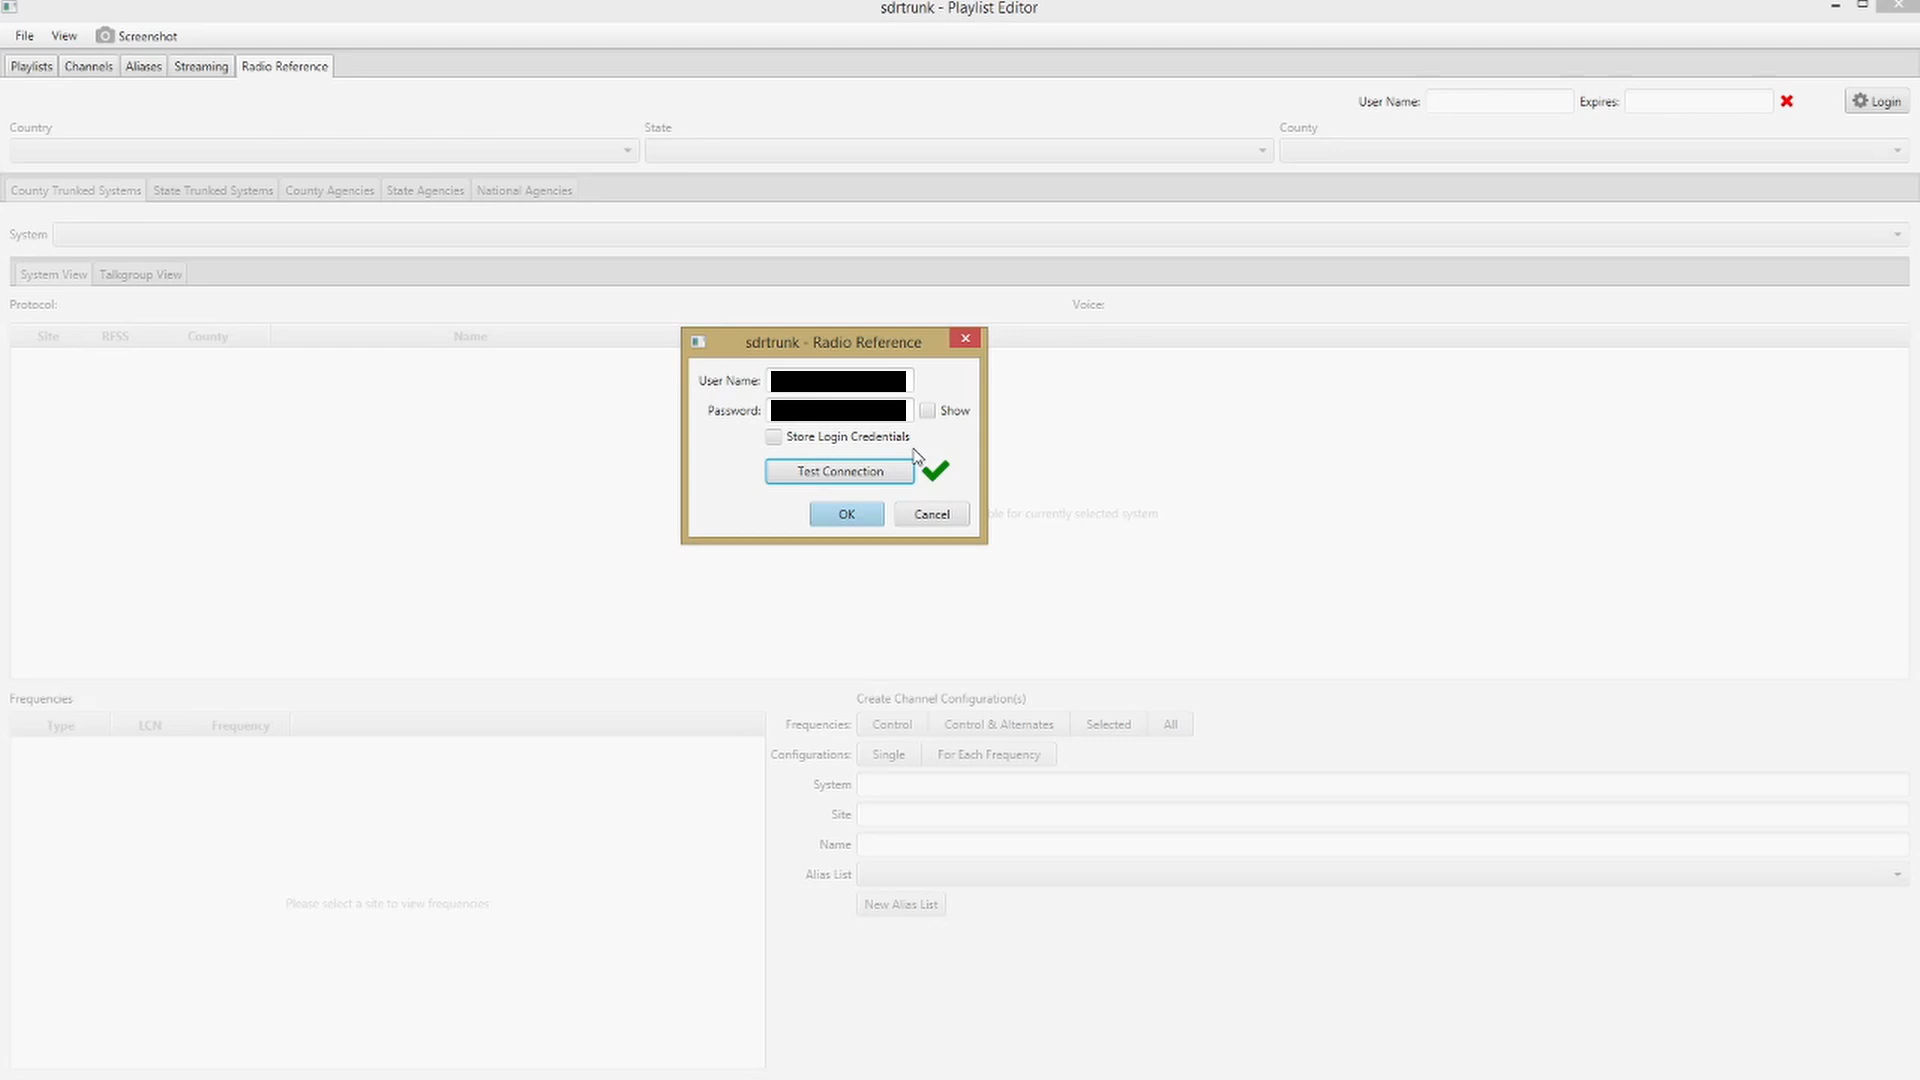 sdrtrunk - Playlist Editor
File View Screenshot
Playlists Channels Aliases Streaming Radio Reference
User Name: Expires: Login
Country State County
County Trunked Systems State Trunked Systems County Agencies State Agencies National Agencies
System
System View Talkgroup View
Protocol: Voice:
Site RFSS County Name
sdrtrunk - Radio Reference
User Name:
Password: Show
Store Login Credentials
Test Connection
OK Cancel
for currently selected system
Frequencies Create Channel Configuration(s)
Type LCN Frequency
Frequencies: Control Control & Alternates Selected All
Configurations: Single For Each Frequency
System
Site
Name
Alias List
New Alias List
Please select a site to view frequencies